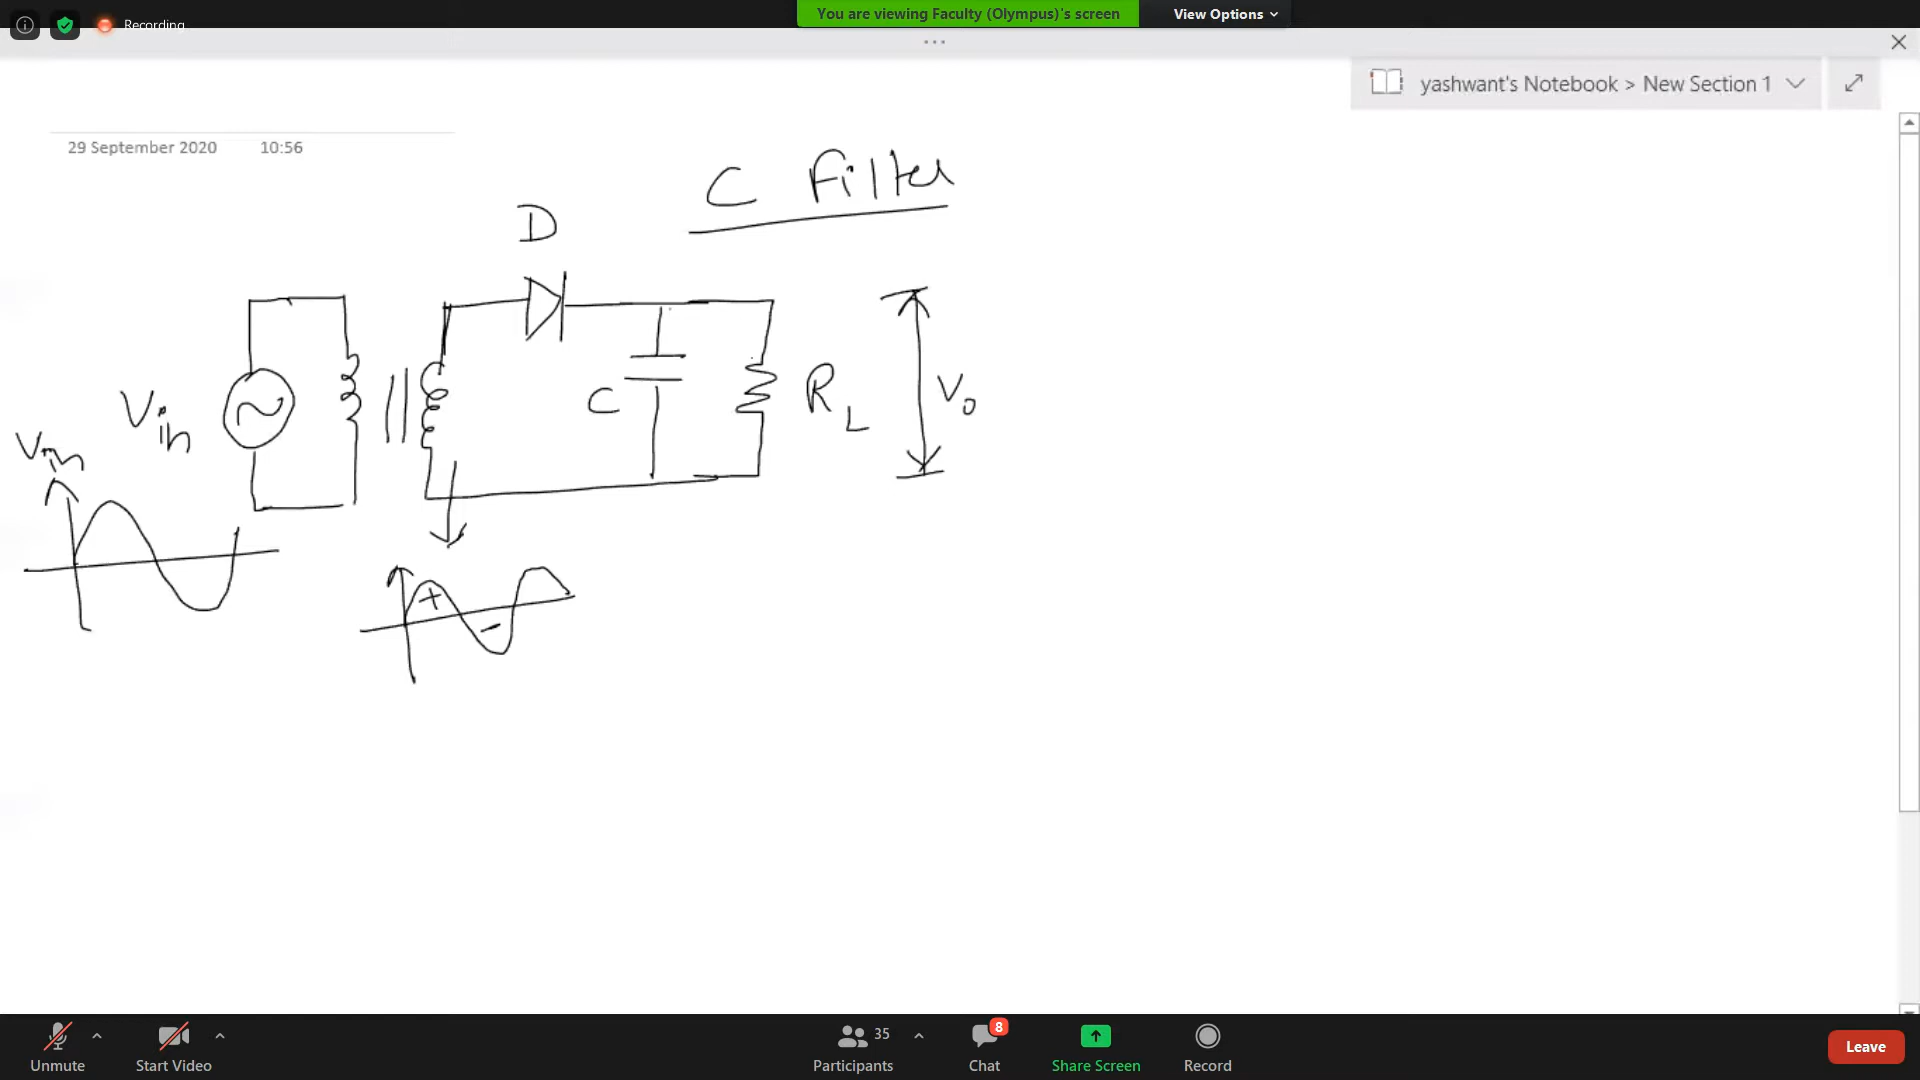 Recording
You are viewing Faculty (Olympus)'s screen
View Options
yashwant's Notebook > New Section 1
29 September 2020 10:56
C Filter
D
Vin
C
RL
Vo
Vin
+
-
Unmute
Start Video
Participants
35
Chat
8
Share Screen
Record
Leave